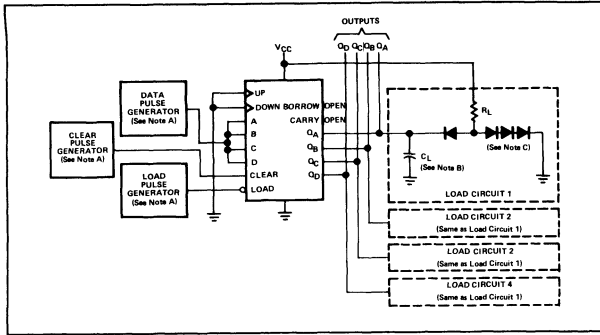 OUTPUTS
QD QC QB QA
VCC
DATA
PULSE
GENERATOR
(See Note A)
CLEAR
PULSE
GENERATOR
(See Note A)
LOAD
PULSE
GENERATOR
(See Note A)
UP
DOWN
A
B
C
D
CLEAR
LOAD
BORROW OPEN
CARRY OPEN
QA
QB
QC
QD
RL
(See Note C)
CL
(See Note B)
LOAD CIRCUIT 1
LOAD CIRCUIT 2
(Same as Load Circuit 1)
LOAD CIRCUIT 2
(Same as Load Circuit 1)
LOAD CIRCUIT 4
(Same as Load Circuit 1)